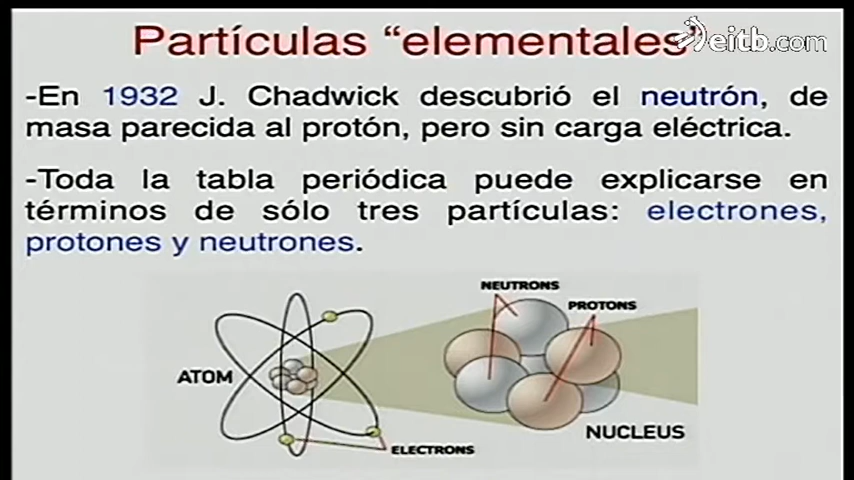 Partículas “elementales”
eitb.com
-En 1932 J. Chadwick descubrió el neutrón, de
masa parecida al protón, pero sin carga eléctrica.
-Toda la tabla periódica puede explicarse en
términos de sólo tres partículas: electrones,
protones y neutrones.
NEUTRONS
PROTONS
ATOM
NUCLEUS
ELECTRONS